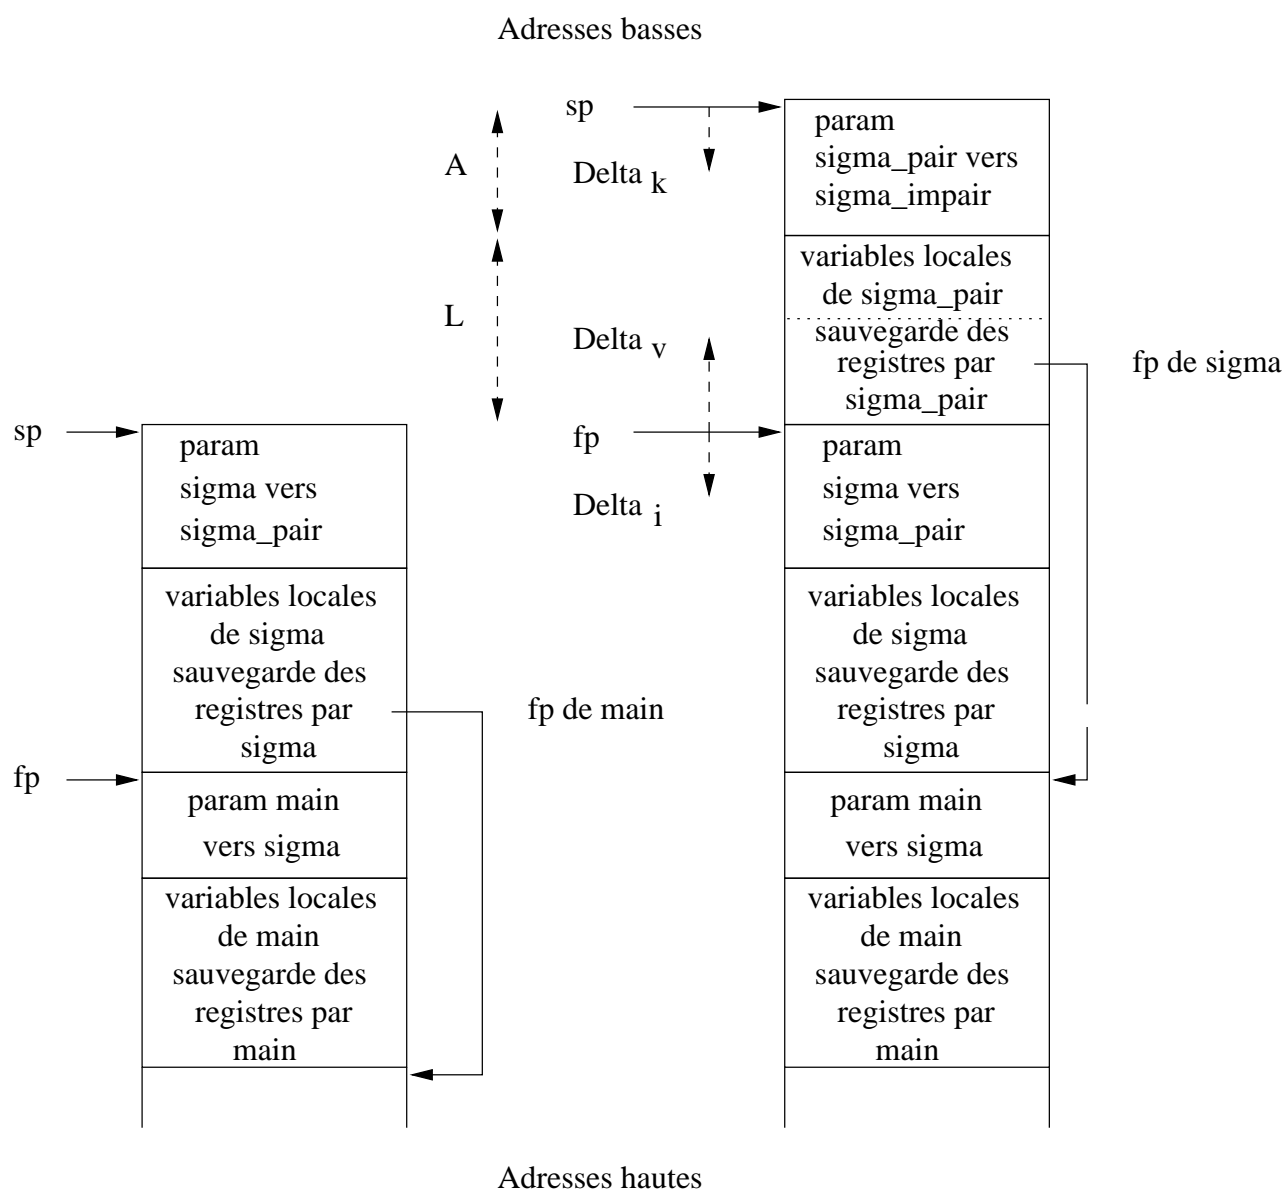 Adresses basses
sp
A
Delta k
param
sigma_pair vers
sigma_impair
L
Delta v
variables locales
de sigma_pair
sauvegarde des
registres par
sigma_pair
fp de sigma
sp
param
sigma vers
sigma_pair
fp
Delta i
param
sigma vers
sigma_pair
variables locales
de sigma
sauvegarde des
registres par
sigma
fp de main
variables locales
de sigma
sauvegarde des
registres par
sigma
fp
param main
vers sigma
param main
vers sigma
variables locales
de main
sauvegarde des
registres par
main
variables locales
de main
sauvegarde des
registres par
main
Adresses hautes